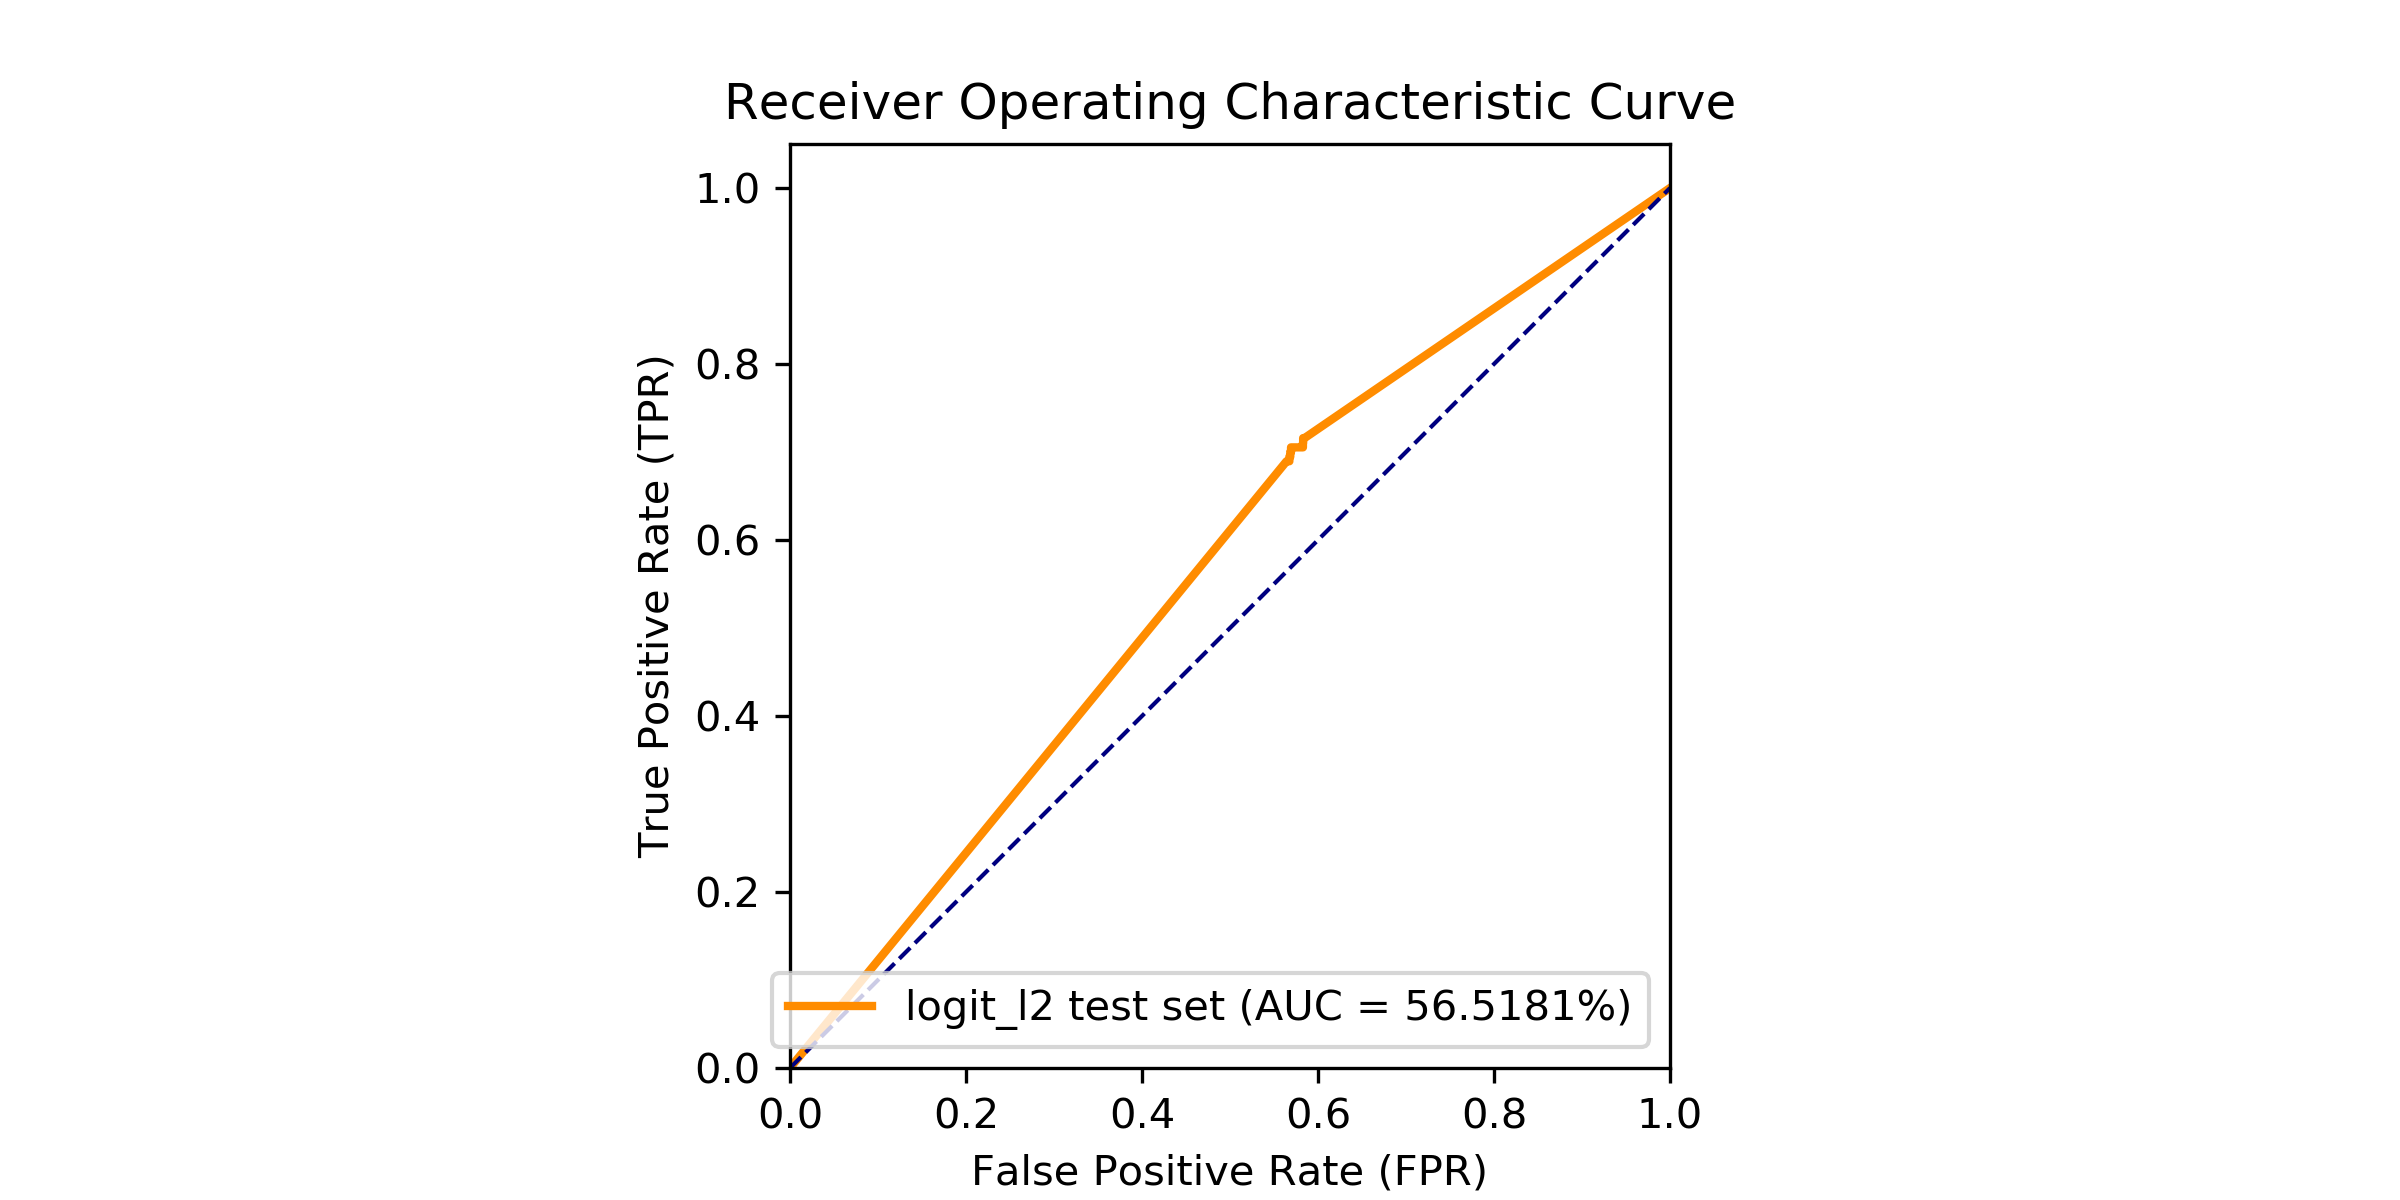 Receiver Operating Characteristic Curve
1.0
0.8
0.6
0.4
0.2
0.0
True Positive Rate (TPR)
logit_l2 test set (AUC = 56.5181%)
0.0 0.2 0.4 0.6 0.8 1.0
False Positive Rate (FPR)